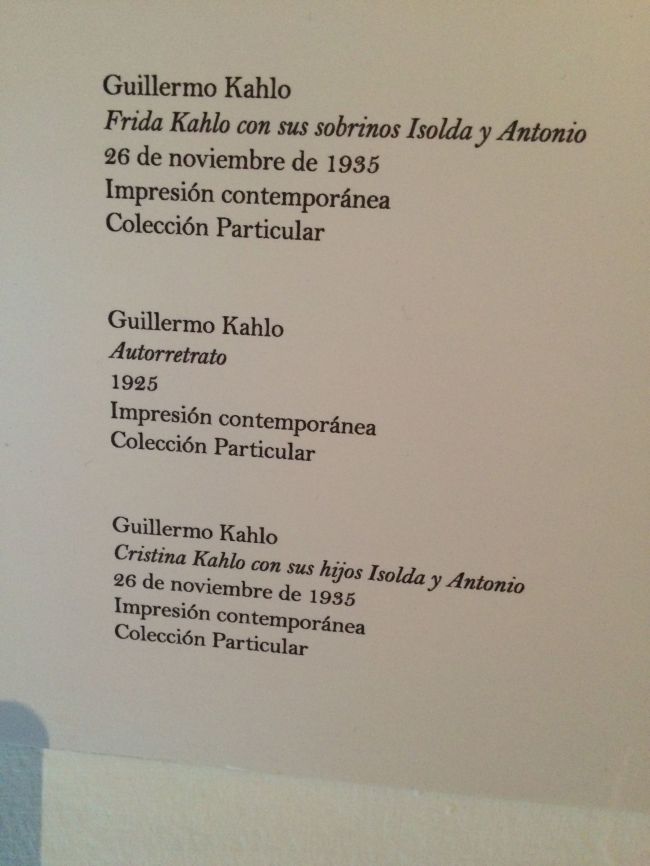 Guillermo Kahlo
Frida Kahlo con sus sobrinos Isolda y Antonio
26 de noviembre de 1935
Impresión contemporánea
Colección Particular
Guillermo Kahlo
Autorretrato
1925
Impresión contemporánea
Colección Particular
Guillermo Kahlo
Cristina Kahlo con sus hijos Isolda y Antonio
26 de noviembre de 1935
Impresión contemporánea
Colección Particular